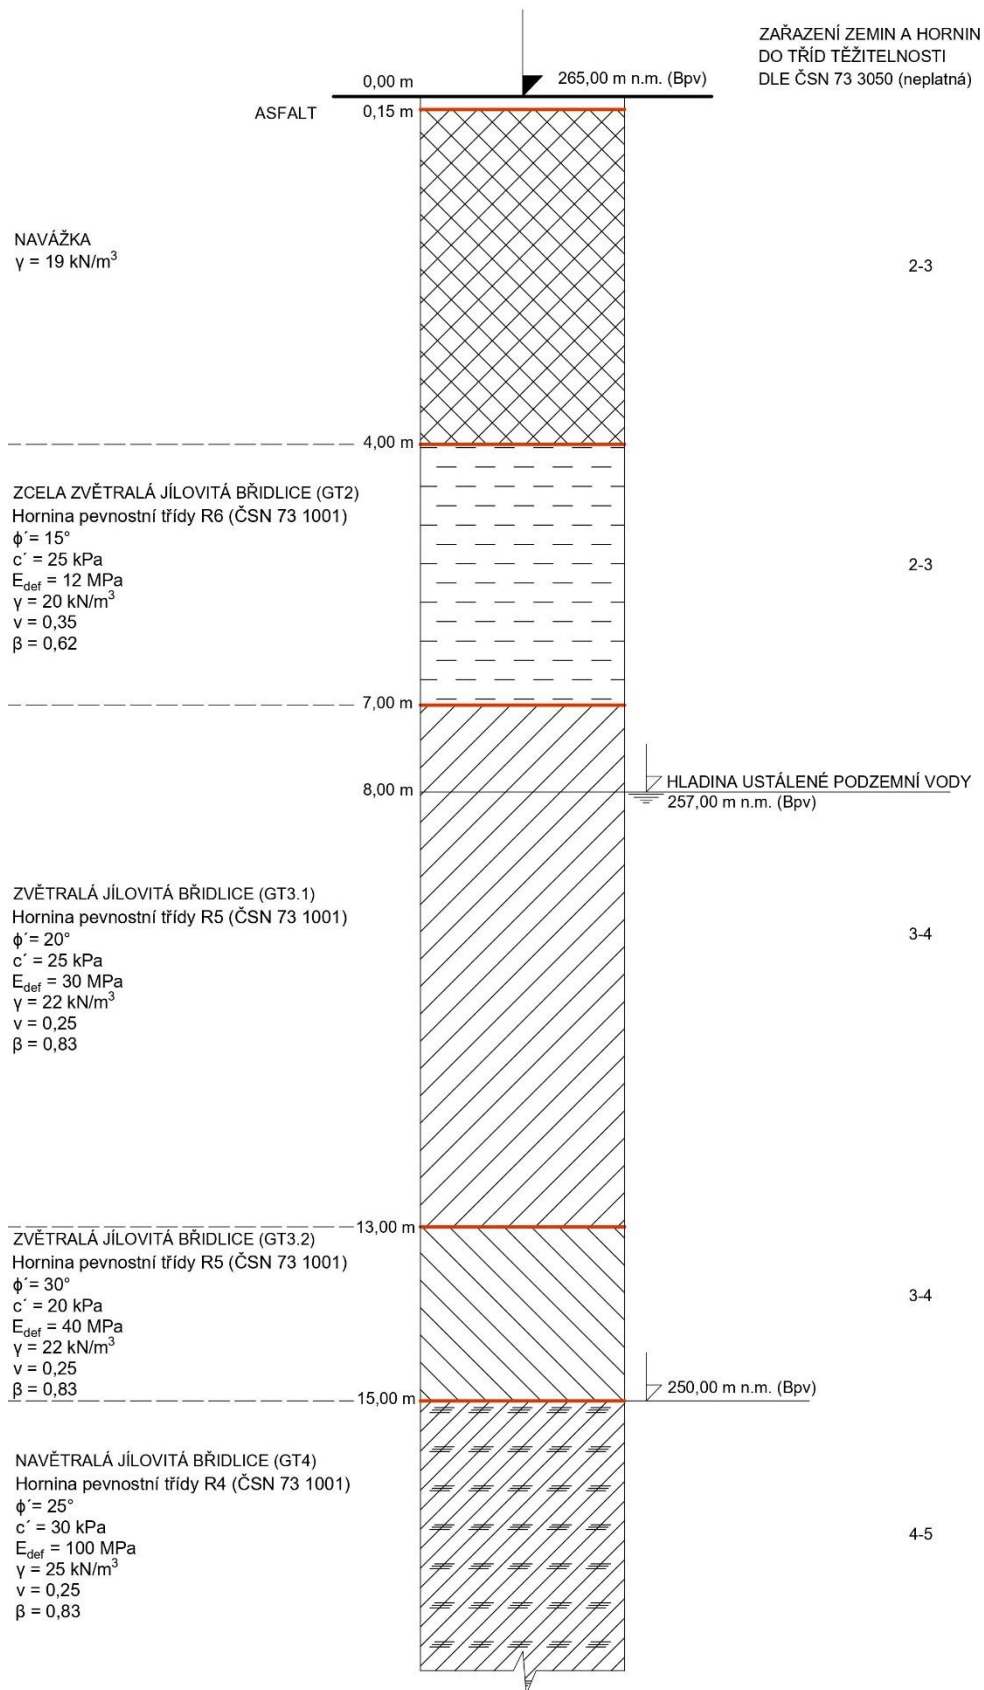 ZAŘAZENÍ ZEMIN A HORNIN
DO TŘÍD TĚŽITELNOSTI
DLE ČSN 73 3050 (neplatná)
0,00 m
265,00 m n.m. (Bpv)
ASFALT
0,15 m
NAVÁŽKA
γ = 19 kN/m³
2-3
4,00 m
ZCELA ZVĚTRALÁ JÍLOVITÁ BŘIDLICE (GT2)
Hornina pevnostní třídy R6 (ČSN 73 1001)
ϕ´= 15°
c´ = 25 kPa
E_def = 12 MPa
γ = 20 kN/m³
ν = 0,35
β = 0,62
2-3
7,00 m
8,00 m
HLADINA USTÁLENÉ PODZEMNÍ VODY
257,00 m n.m. (Bpv)
ZVĚTRALÁ JÍLOVITÁ BŘIDLICE (GT3.1)
Hornina pevnostní třídy R5 (ČSN 73 1001)
ϕ´= 20°
c´ = 25 kPa
E_def = 30 MPa
γ = 22 kN/m³
ν = 0,25
β = 0,83
3-4
13,00 m
ZVĚTRALÁ JÍLOVITÁ BŘIDLICE (GT3.2)
Hornina pevnostní třídy R5 (ČSN 73 1001)
ϕ´= 30°
c´ = 20 kPa
E_def = 40 MPa
γ = 22 kN/m³
ν = 0,25
β = 0,83
3-4
15,00 m
250,00 m n.m. (Bpv)
NAVĚTRALÁ JÍLOVITÁ BŘIDLICE (GT4)
Hornina pevnostní třídy R4 (ČSN 73 1001)
ϕ´= 25°
c´ = 30 kPa
E_def = 100 MPa
γ = 25 kN/m³
ν = 0,25
β = 0,83
4-5